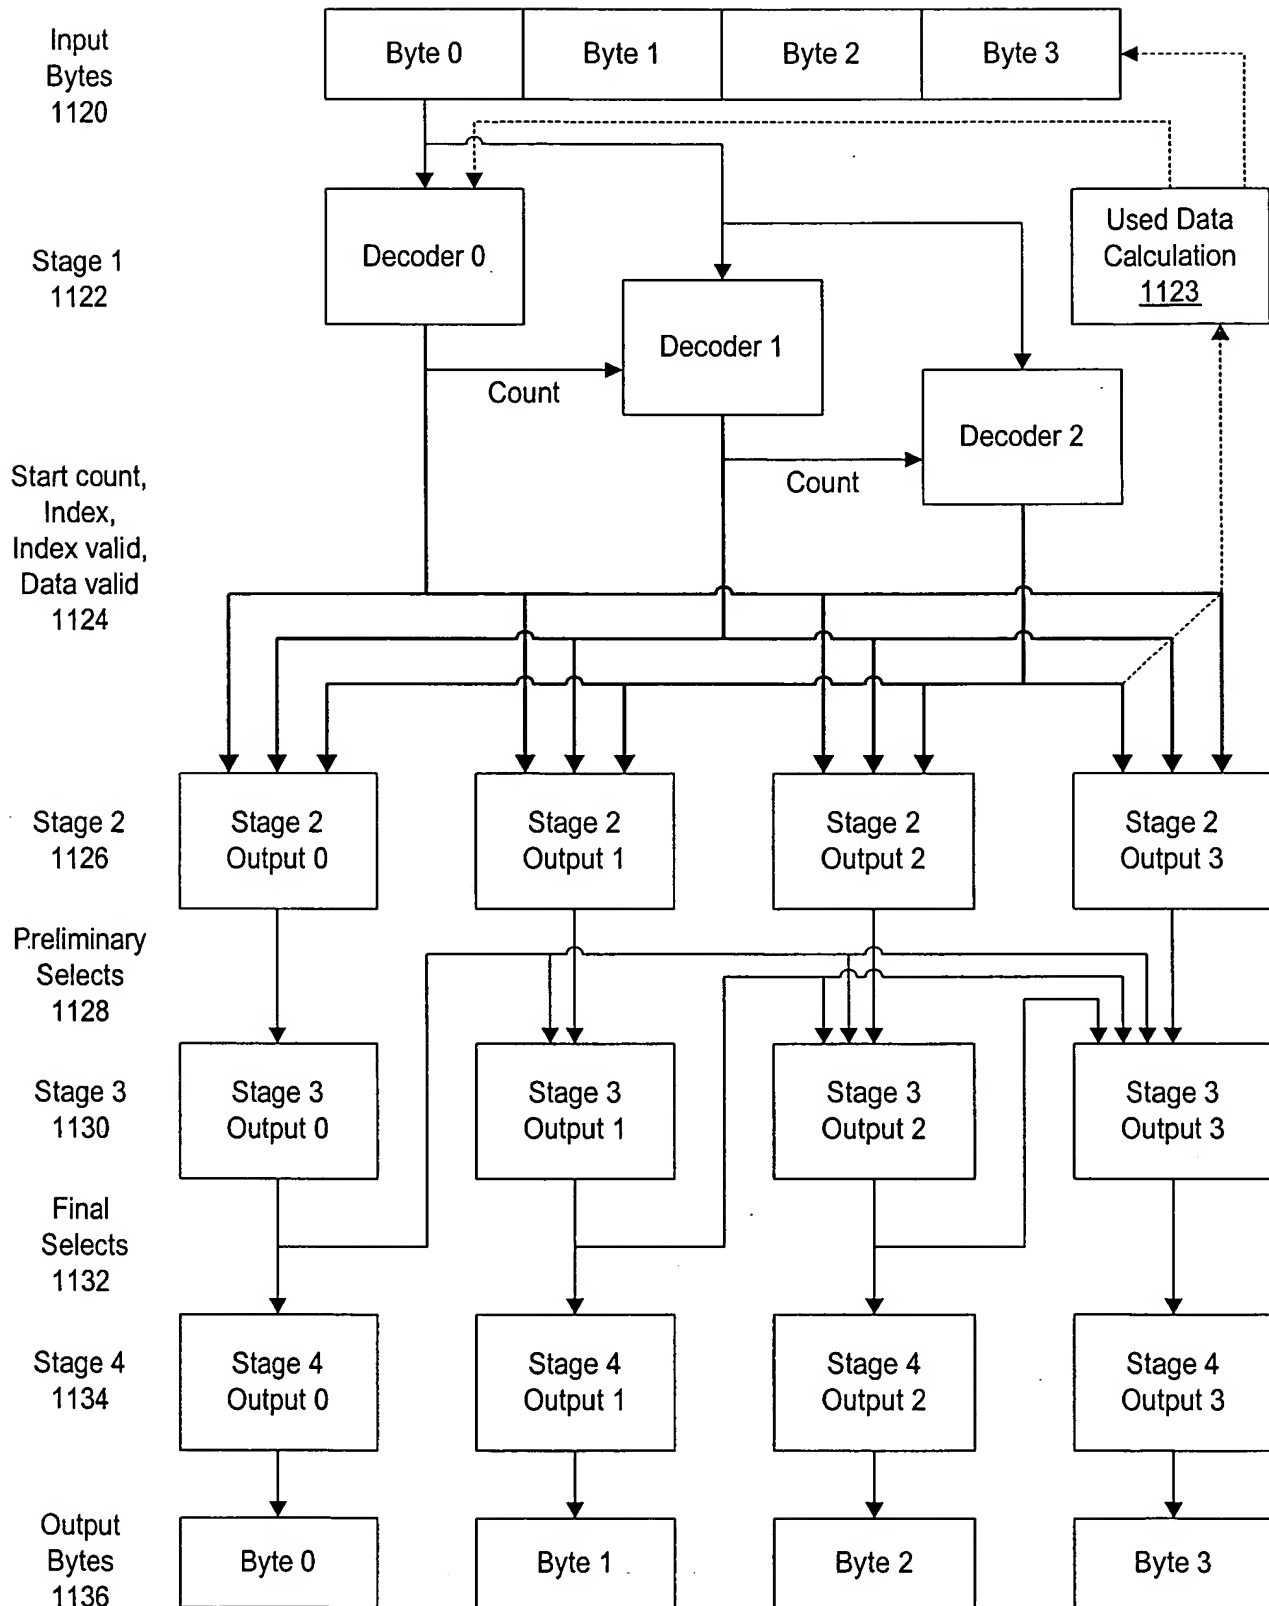 Input
Bytes
1120
Byte 0
Byte 1
Byte 2
Byte 3
Stage 1
1122
Decoder 0
Decoder 1
Decoder 2
Used Data
Calculation
1123
Count
Count
Start count,
Index,
Index valid,
Data valid
1124
Stage 2
1126
Stage 2
Output 0
Stage 2
Output 1
Stage 2
Output 2
Stage 2
Output 3
Preliminary
Selects
1128
Stage 3
1130
Stage 3
Output 0
Stage 3
Output 1
Stage 3
Output 2
Stage 3
Output 3
Final
Selects
1132
Stage 4
1134
Stage 4
Output 0
Stage 4
Output 1
Stage 4
Output 2
Stage 4
Output 3
Output
Bytes
1136
Byte 0
Byte 1
Byte 2
Byte 3